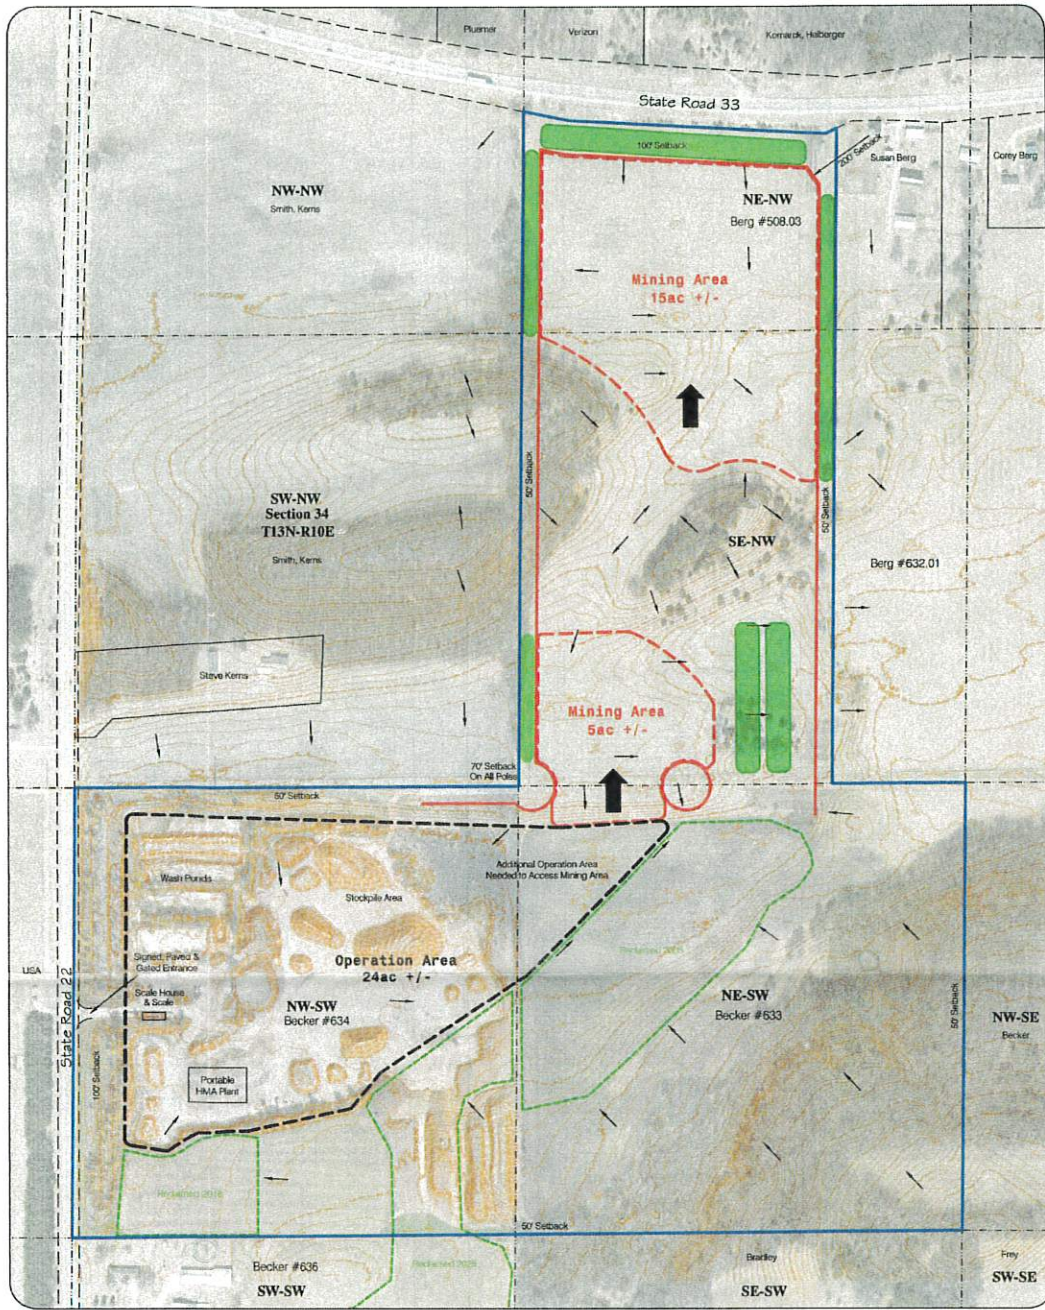 Pluemer
Verizon
Komarck, Halberger
State Road 33
100' Setback
200' Setback
Susan Berg
Corey Berg
NW-NW
Smith, Kerns
NE-NW
Berg #508.03
Mining Area
15ac +/-
50' Setback
SW-NW
Section 34
T13N-R10E
Smith, Kerns
50' Setback
SE-NW
Berg #632.01
Steve Kerns
Mining Area
5ac +/-
70' Setback
On All Poles
50' Setback
Additional Operation Area
Needed to Access Mining Area
Wash Ponds
Stockpile Area
Signed, Paved &
Gated Entrance
Operation Area
24ac +/-
USA
State Road 22
Scale House
& Scale
NW-SW
Becker #634
NE-SW
Becker #633
50' Setback
NW-SE
Becker
100' Setback
Portable
HMA Plant
50' Setback
Becker #636
SW-SW
Bradley
SE-SW
Frey
SW-SE